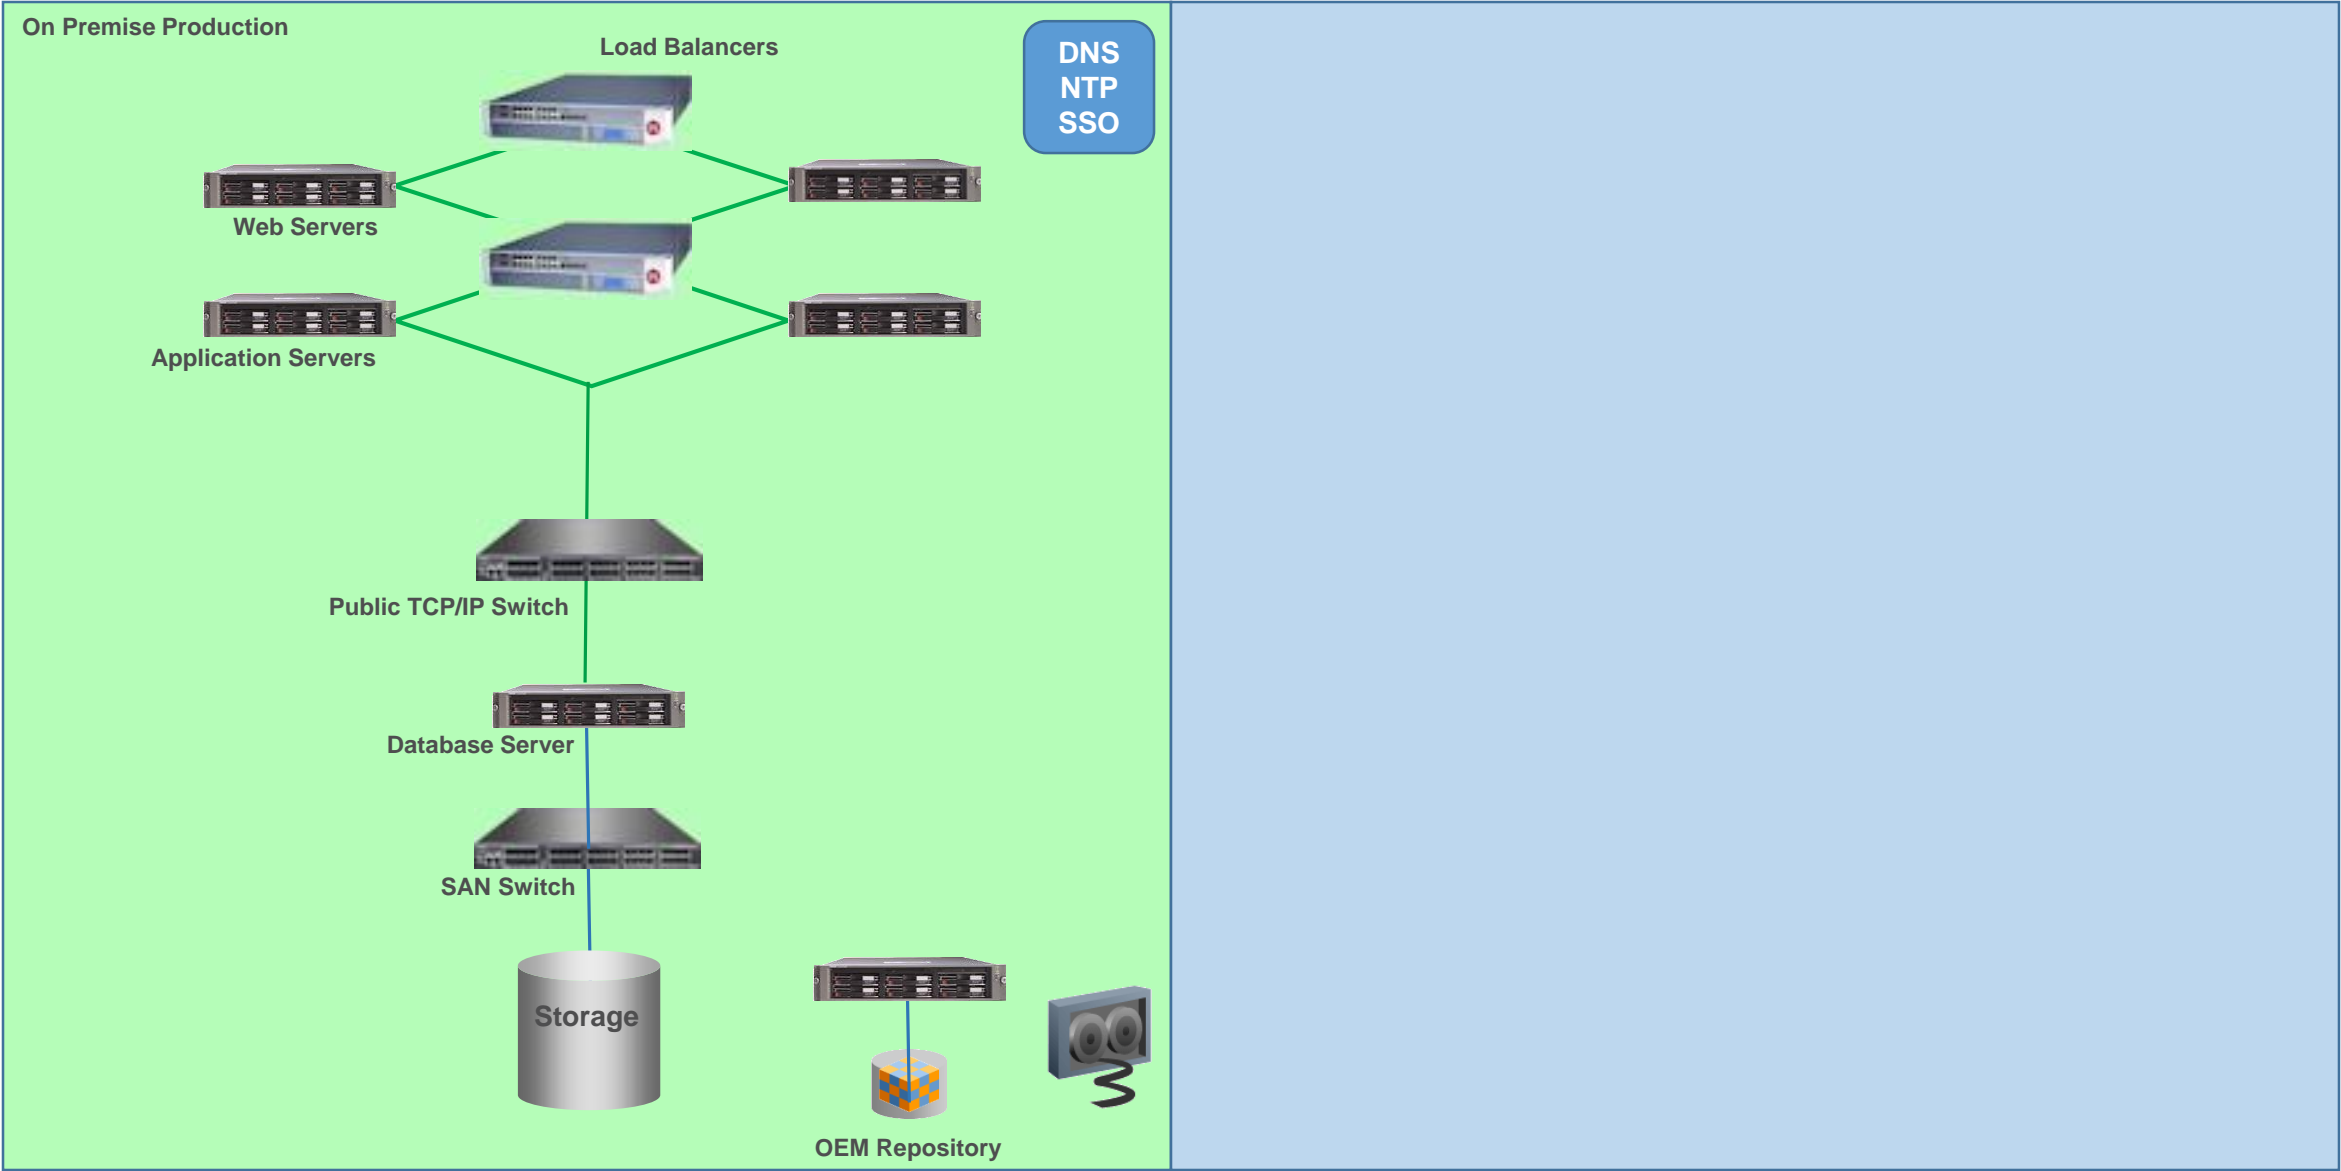 On Premise Production
Load Balancers
DNS
NTP
SSO
Web Servers
Application Servers
Public TCP/IP Switch
Database Server
SAN Switch
Storage
OEM Repository